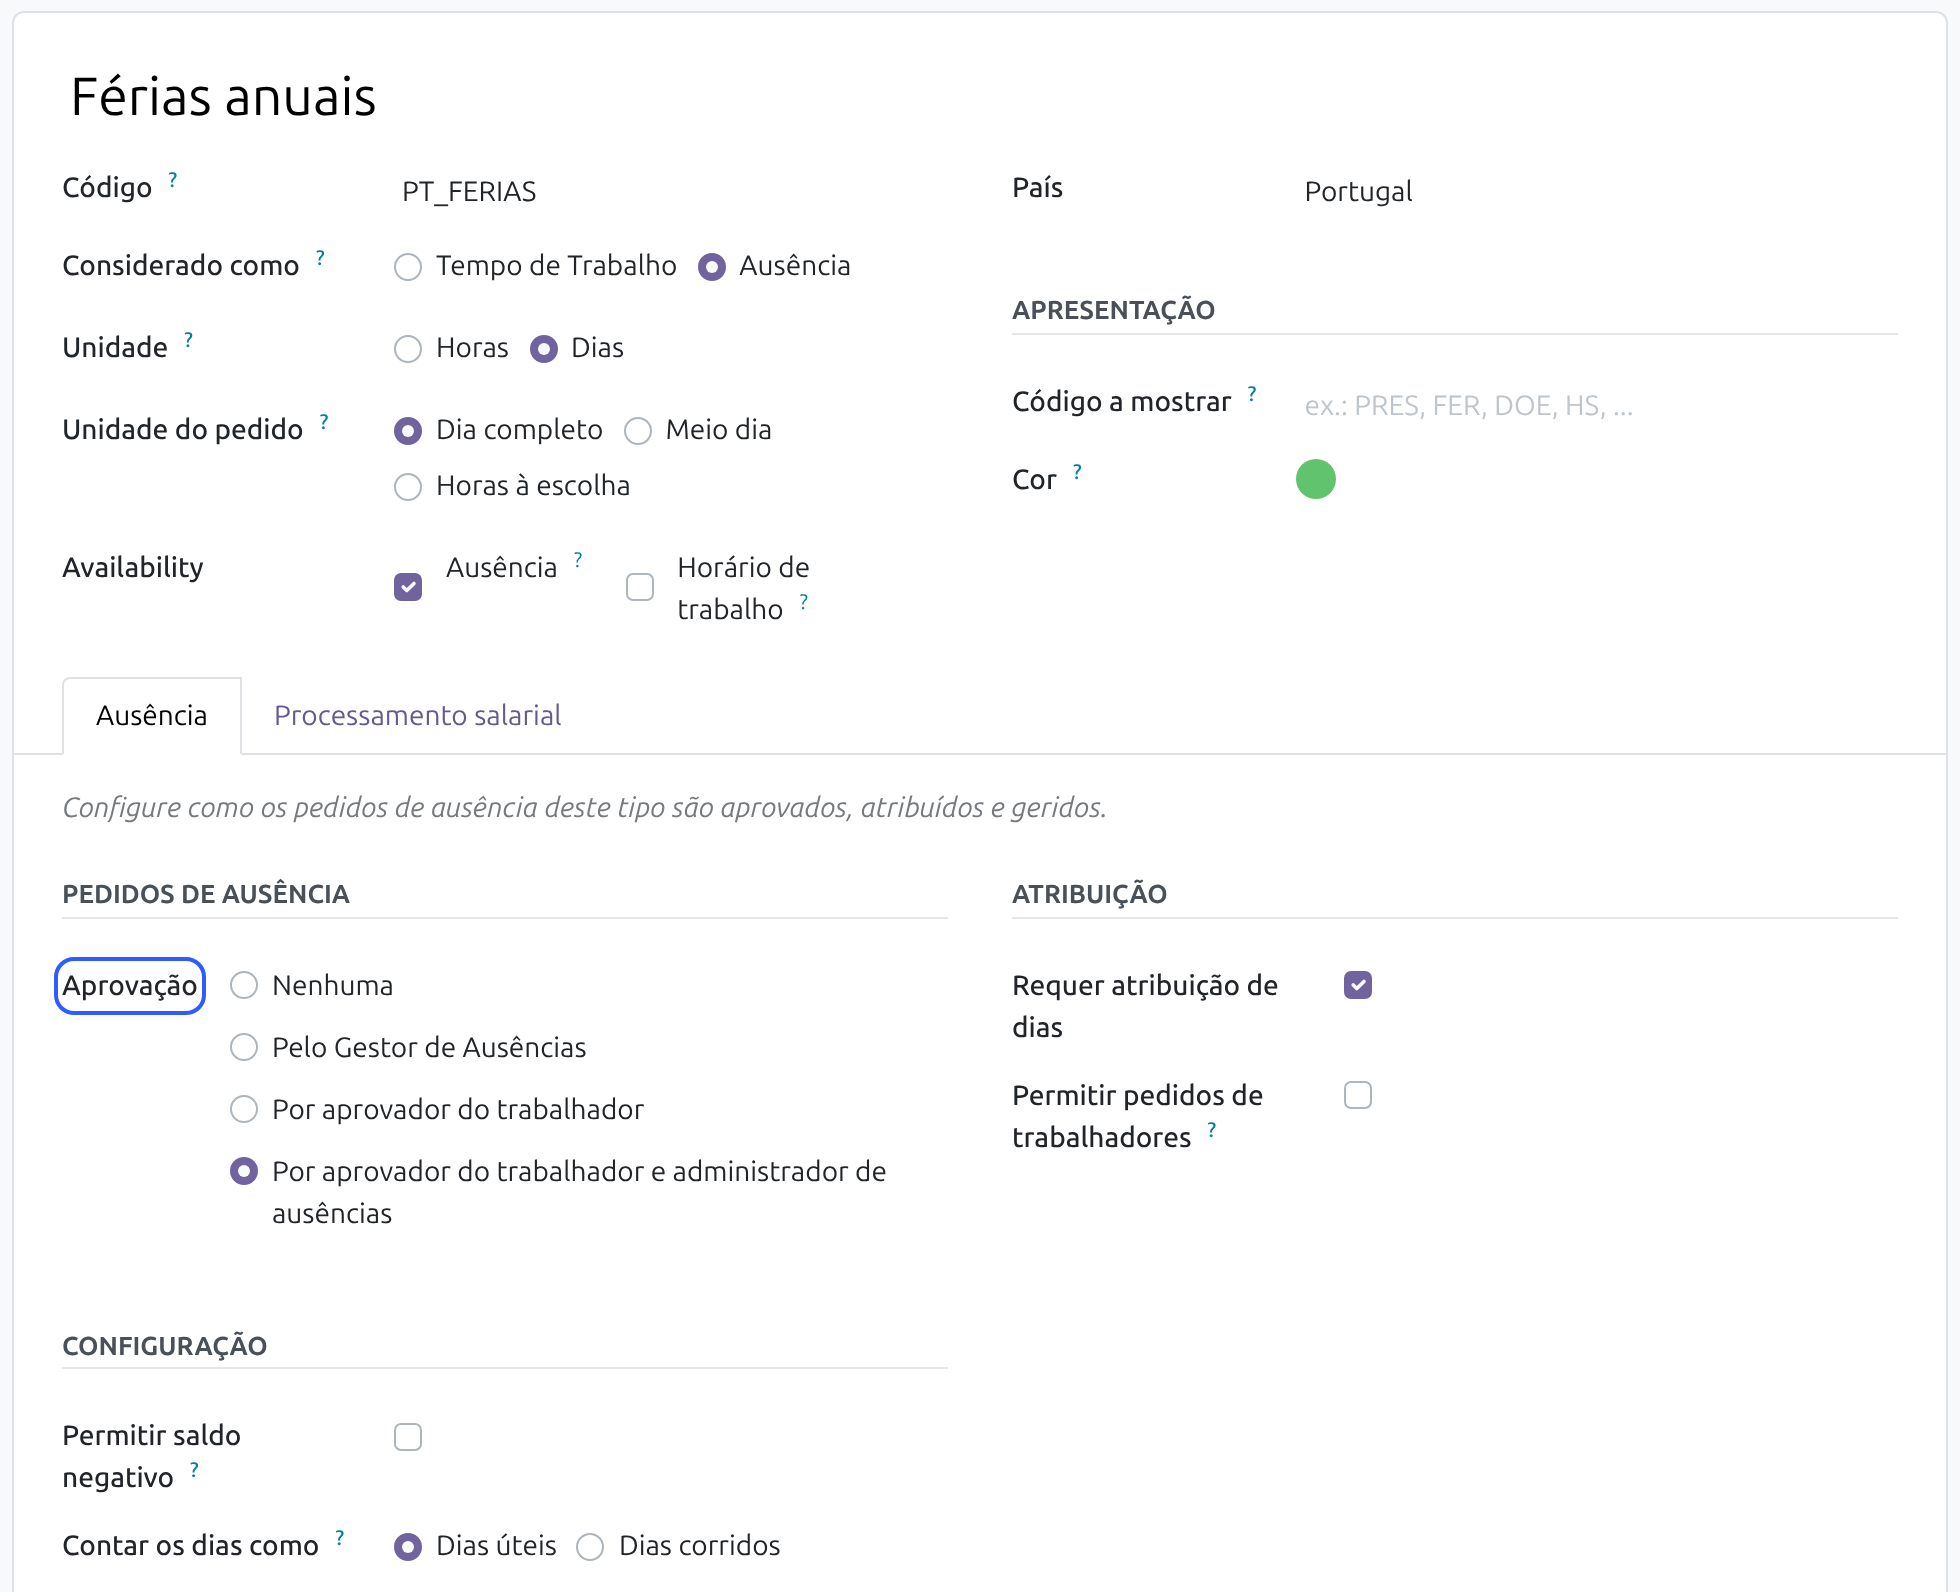 Férias anuais
Código ? PT_FERIAS
País Portugal
Considerado como ? Tempo de Trabalho Ausência
APRESENTAÇÃO
Unidade ? Horas Dias
Código a mostrar ? ex.: PRES, FER, DOE, HS, ...
Unidade do pedido ? Dia completo Meio dia
Horas à escolha
Cor ?
Availability Ausência ? Horário de
trabalho ?
Ausência Processamento salarial
Configure como os pedidos de ausência deste tipo são aprovados, atribuídos e geridos.
PEDIDOS DE AUSÊNCIA
Aprovação Nenhuma
Pelo Gestor de Ausências
Por aprovador do trabalhador
Por aprovador do trabalhador e administrador de
ausências
ATRIBUIÇÃO
Requer atribuição de
dias
Permitir pedidos de
trabalhadores ?
CONFIGURAÇÃO
Permitir saldo
negativo ?
Contar os dias como ? Dias úteis Dias corridos